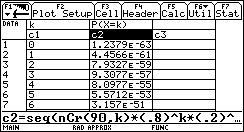 F1 F2 F3 F4 F5 F6 F7
Plot Setup Cell Header Calc Util Stat
DATA k P(X=k)
c1 c2 c3
1 0 1.2379E-63
2 1 4.4566E-61
3 2 7.9327E-59
4 3 9.3077E-57
5 4 8.0977E-55
6 5 5.5712E-53
7 6 3.157E-51
c2=seq(nCr(90,k)*(.8)^k*(.2)^…
MAIN RAD APPROX FUNC